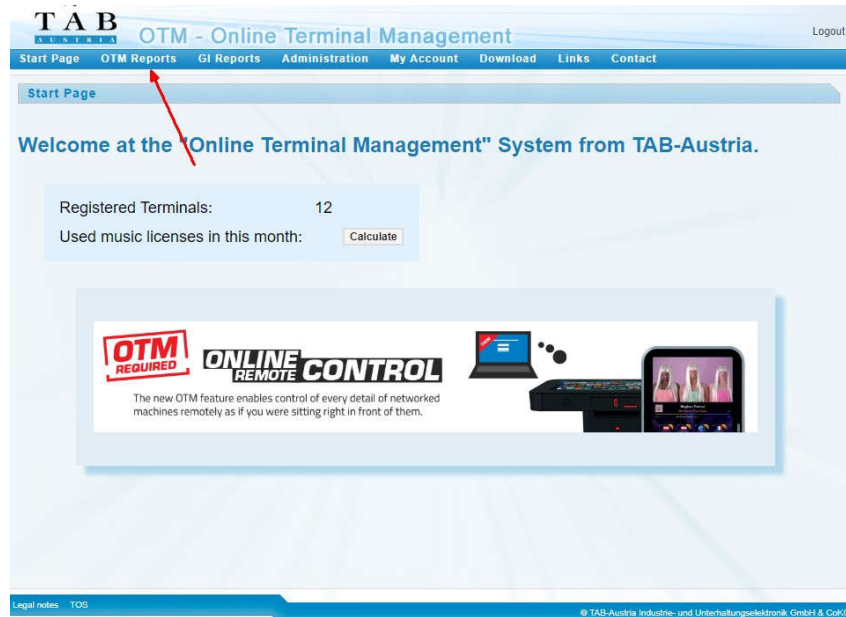 TAB
AUSTRIA
OTM - Online Terminal Management
Logout
Start Page OTM Reports GI Reports Administration My Account Download Links Contact
Start Page
Welcome at the "Online Terminal Management" System from TAB-Austria.
Registered Terminals: 12
Used music licenses in this month: Calculate
OTM
REQUIRED
ONLINE
REMOTE
CONTROL
The new OTM feature enables control of every detail of networked
machines remotely as if you were sitting right in front of them.
Legal notes TOS
© TAB-Austria Industrie- und Unterhaltungselektronik GmbH & CoKG